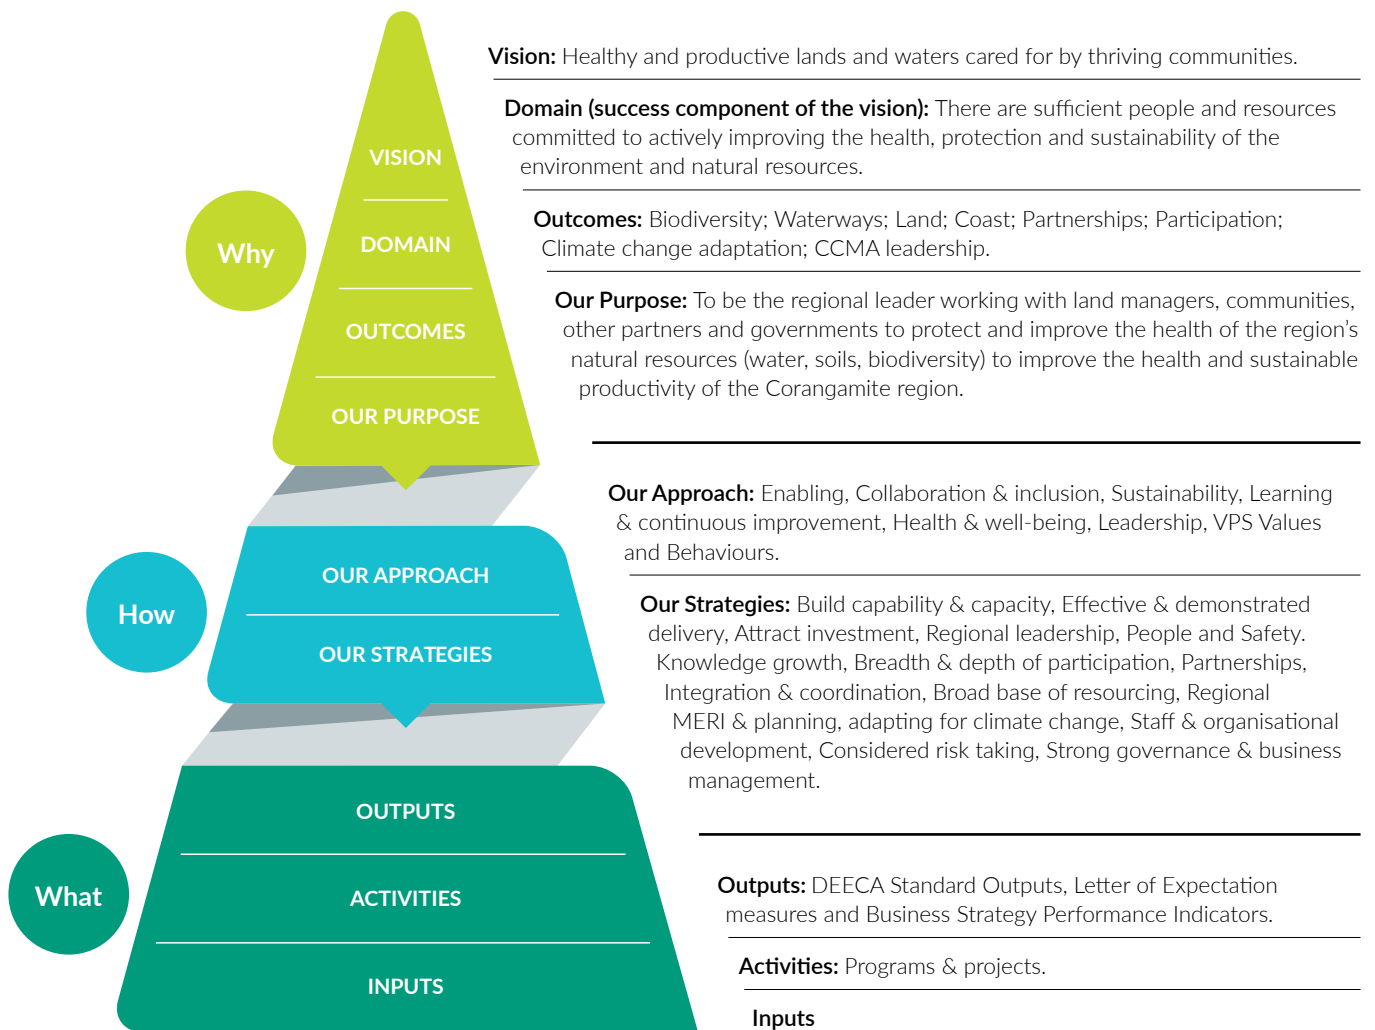 Vision: Healthy and productive lands and waters cared for by thriving communities.
Domain (success component of the vision): There are sufficient people and resources
committed to actively improving the health, protection and sustainability of the
environment and natural resources.
Outcomes: Biodiversity; Waterways; Land; Coast; Partnerships; Participation;
Climate change adaptation; CCMA leadership.
Our Purpose: To be the regional leader working with land managers, communities,
other partners and governments to protect and improve the health of the region’s
natural resources (water, soils, biodiversity) to improve the health and sustainable
productivity of the Corangamite region.
Why
VISION
DOMAIN
OUTCOMES
OUR PURPOSE
Our Approach: Enabling, Collaboration & inclusion, Sustainability, Learning
& continuous improvement, Health & well-being, Leadership, VPS Values
and Behaviours.
Our Strategies: Build capability & capacity, Effective & demonstrated
delivery, Attract investment, Regional leadership, People and Safety.
Knowledge growth, Breadth & depth of participation, Partnerships,
Integration & coordination, Broad base of resourcing, Regional
MERI & planning, adapting for climate change, Staff & organisational
development, Considered risk taking, Strong governance & business
management.
How
OUR APPROACH
OUR STRATEGIES
Outputs: DEECA Standard Outputs, Letter of Expectation
measures and Business Strategy Performance Indicators.
Activities: Programs & projects.
Inputs
What
OUTPUTS
ACTIVITIES
INPUTS